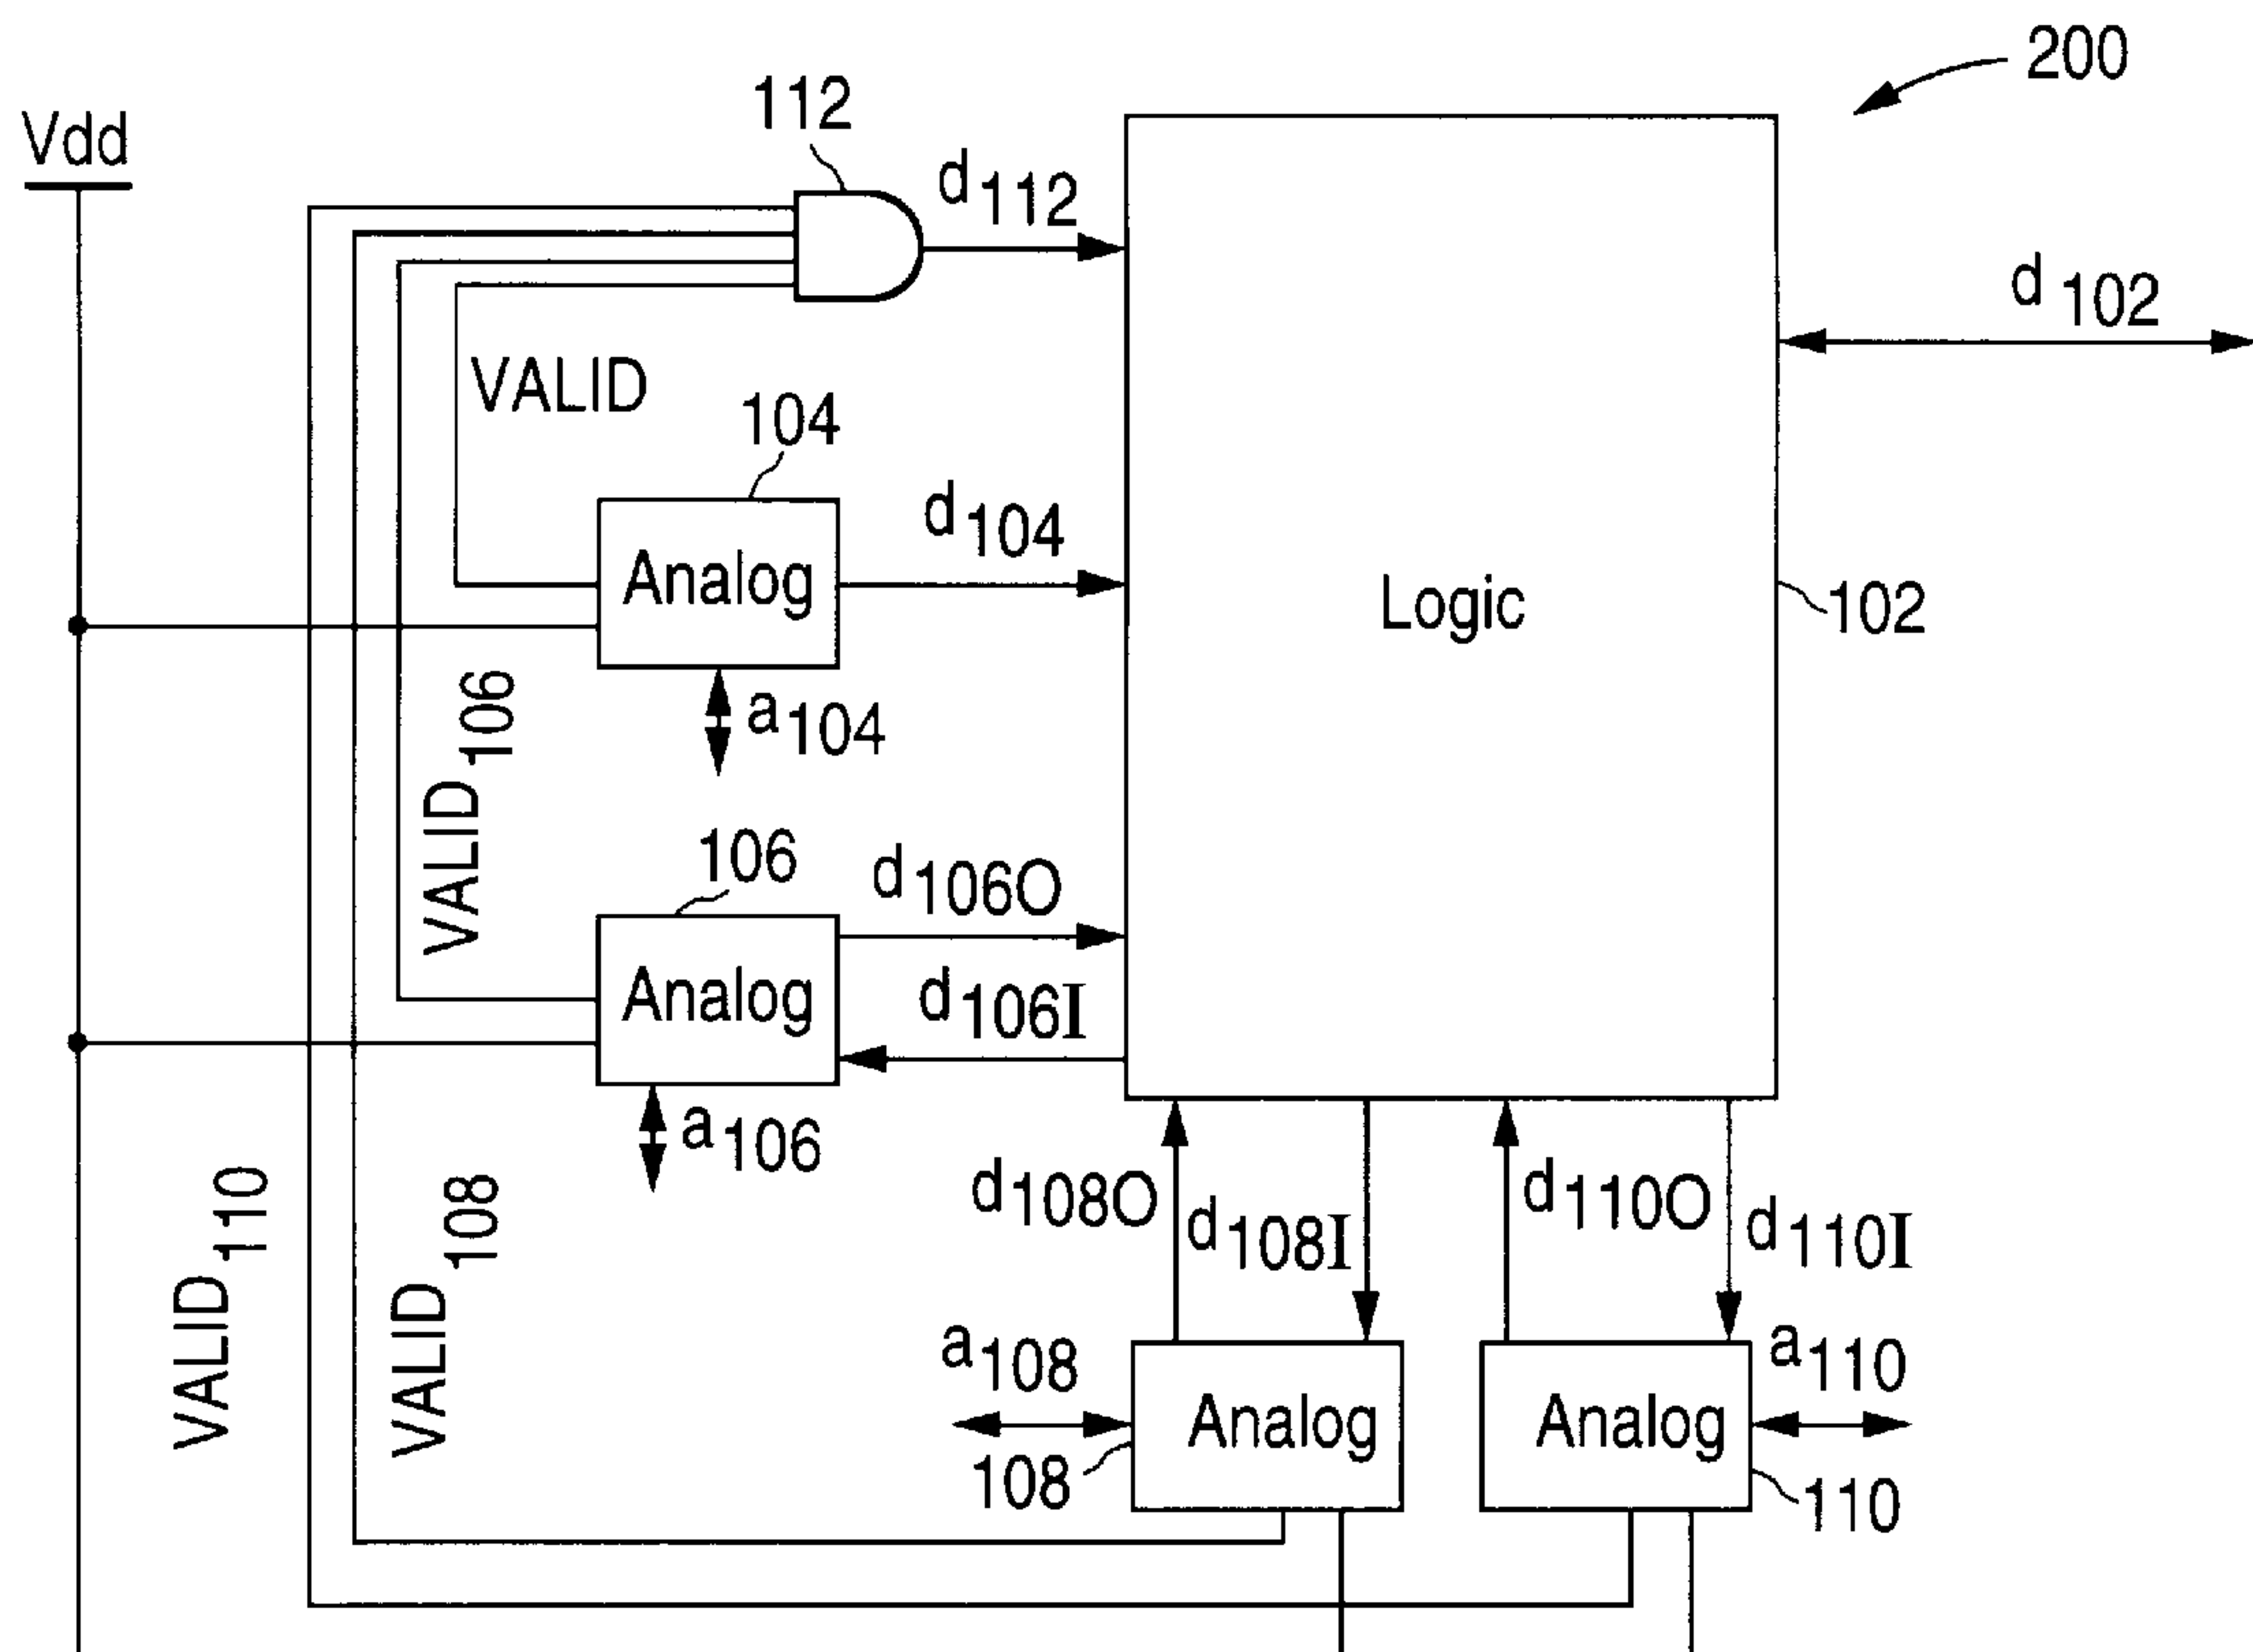 200
Vdd
112
d112
d102
VALID
104
d104
Analog
Logic
102
VALID106
a104
106
d106O
Analog
d106I
a106
VALID110
VALID108
d108O
d108I
d110O
d110I
a108
a110
Analog
Analog
108
110